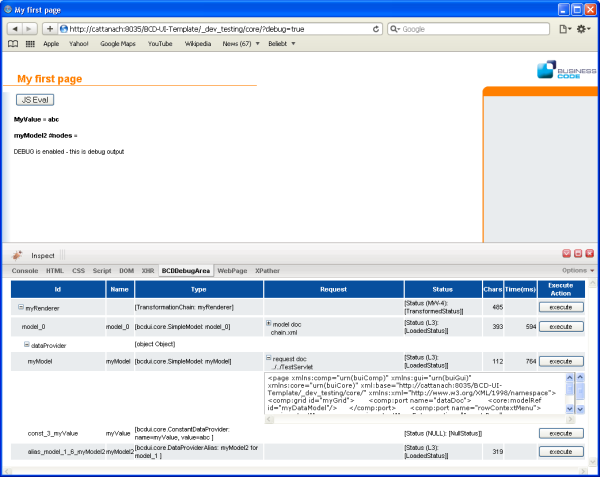 My first page
http://cattanach:8035/BCD-UI-Template/_dev_testing/core/?debug=true
Google
Apple Yahoo! Google Maps YouTube Wikipedia News (67) Beliebt
BUSINESS
CODE
My first page
JS Eval
MyValue = abc
myModel2 #nodes =
DEBUG is enabled - this is debug output
Inspect
Console HTML CSS Script DOM XHR BCDDebugArea WebPage XPather Options
Id Name Type Request Status Chars Time(ms) Execute Action
myRenderer [TransformationChain: myRenderer] [Status (MW-4): [TransformedStatus]] 485 execute
model_0 model_0 [bcdui.core.SimpleModel: model_0] model doc chain.xml [Status (L3): [LoadedStatus]] 393 594 execute
dataProvider [object Object]
myModel myModel [bcdui.core.SimpleModel: myModel] request doc ../../TestServlet [Status (L3): [LoadedStatus]] 112 764 execute
<page xmlns:comp="urn(buiComp)" xmlns:gui="urn(buiGui)"
xmlns:core="urn(buiCore)" xml:base="http://cattanach:8035/BCD-UI-
Template/_dev_testing/core/" xmlns:xml="http://www.w3.org/XML/1998/namespace">
<comp:grid id="myGrid"> <comp:port name="dataDoc"> <core:modelRef
id="myDataModel"/> </comp:port> <comp:port name="rowContextMenu">
const_3_myValue myValue [bcdui.core.ConstantDataProvider: name=myValue, value=abc ] [Status (NULL): [NullStatus]] execute
alias_model_1_6_myModel2 myModel2 [bcdui.core.DataProviderAlias: myModel2 for model_1 ] [Status (L3): [LoadedStatus]] 319 execute